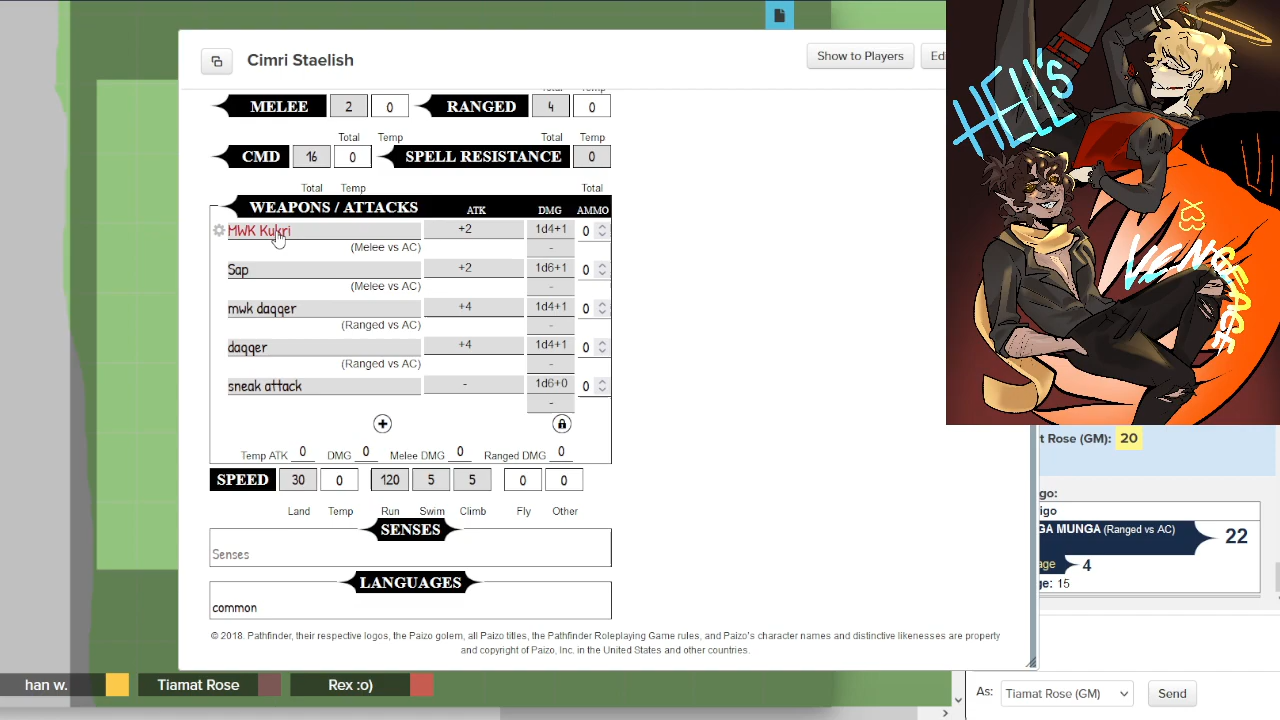 Cimri Staelish
Show to Players
Ed
Total Temp
MELEE 2 0 RANGED 4 0
Total Temp Total Temp
CMD 16 0 SPELL RESISTANCE 0
Total Temp Total
WEAPONS / ATTACKS ATK DMG AMMO
MWK Kukri +2 1d4+1 0
(Melee vs AC) -
Sap +2 1d6+1 0
(Melee vs AC) -
mwk dagger +4 1d4+1 0
(Ranged vs AC) -
dagger +4 1d4+1 0
(Ranged vs AC) -
sneak attack - 1d6+0 0
-
Temp ATK 0 DMG 0 Melee DMG 0 Ranged DMG 0
SPEED 30 0 120 5 5 0 0
Land Temp Run Swim Climb Fly Other
SENSES
Senses
LANGUAGES
common
© 2018. Pathfinder, their respective logos, the Paizo golem, all Paizo titles, the Pathfinder Roleplaying Game rules, and Paizo's character names and distinctive likenesses are property
and copyright of Paizo, Inc. in the United States and other countries.
HELL'S
VENGEANCE
t Rose (GM): 20
go:
igo
GA MUNGA (Ranged vs AC) 22
age 4
ge: 15
han w.
Tiamat Rose
Rex :o)
As: Tiamat Rose (GM) Send